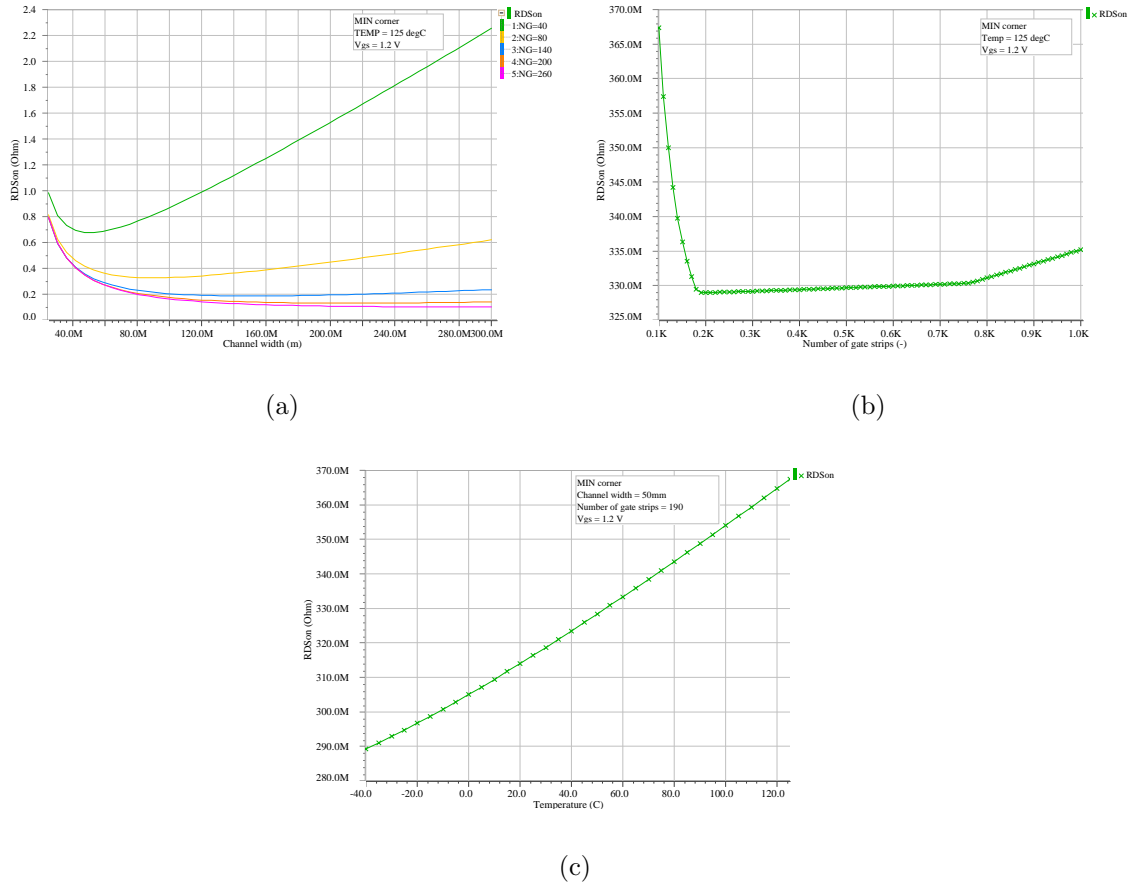 2.4
2.2
2.0
1.8
1.6
1.4
1.2
1.0
0.8
0.6
0.4
0.2
0.0
RDSon (Ohm)
MIN corner
TEMP = 125 degC
Vgs = 1.2 V
RDSon
1:NG=40
2:NG=80
3:NG=140
4:NG=200
5:NG=260
40.0M 80.0M 120.0M 160.0M 200.0M 240.0M 280.0M 300.0M
Channel width (m)
(a)
370.0M
365.0M
360.0M
355.0M
350.0M
345.0M
340.0M
335.0M
330.0M
325.0M
RDSon (Ohm)
MIN corner
Temp = 125 degC
Vgs = 1.2 V
RDSon
0.1K 0.2K 0.3K 0.4K 0.5K 0.6K 0.7K 0.8K 0.9K 1.0K
Number of gate strips (-)
(b)
370.0M
360.0M
350.0M
340.0M
330.0M
320.0M
310.0M
300.0M
290.0M
280.0M
RDSon (Ohm)
MIN corner
Channel width = 50mm
Number of gate strips = 190
Vgs = 1.2 V
RDSon
-40.0 -20.0 0.0 20.0 40.0 60.0 80.0 100.0 120.0
Temperature (C)
(c)